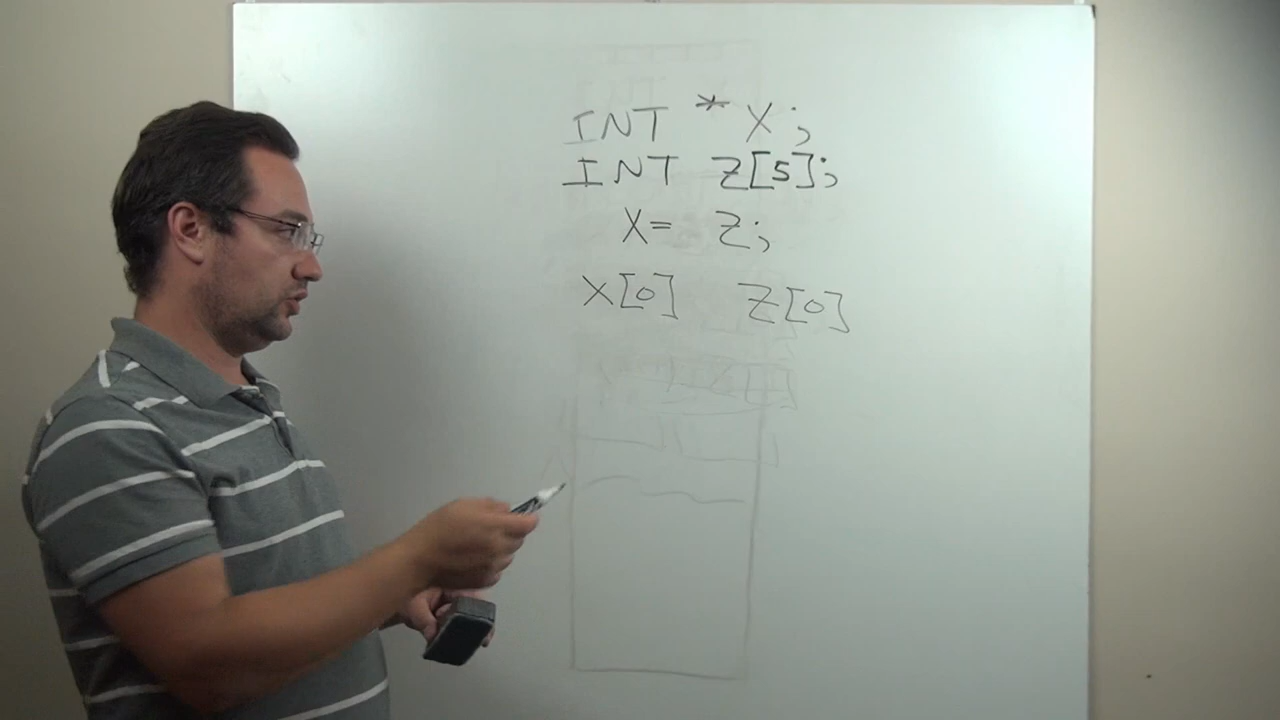 INT * X;
INT Z[5];
X= Z;
X[0] Z[0]